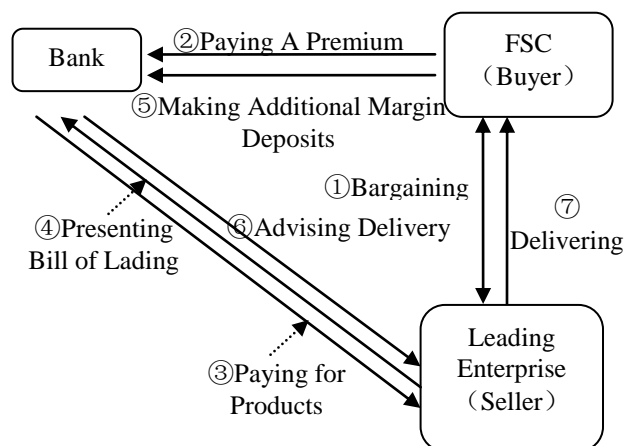 ②Paying A Premium
Bank
FSC
（Buyer）
⑤Making Additional Margin
Deposits
①Bargaining
⑦
Delivering
④Presenting
Bill of Lading
⑥Advising Delivery
③Paying for
Products
Leading
Enterprise
（Seller）